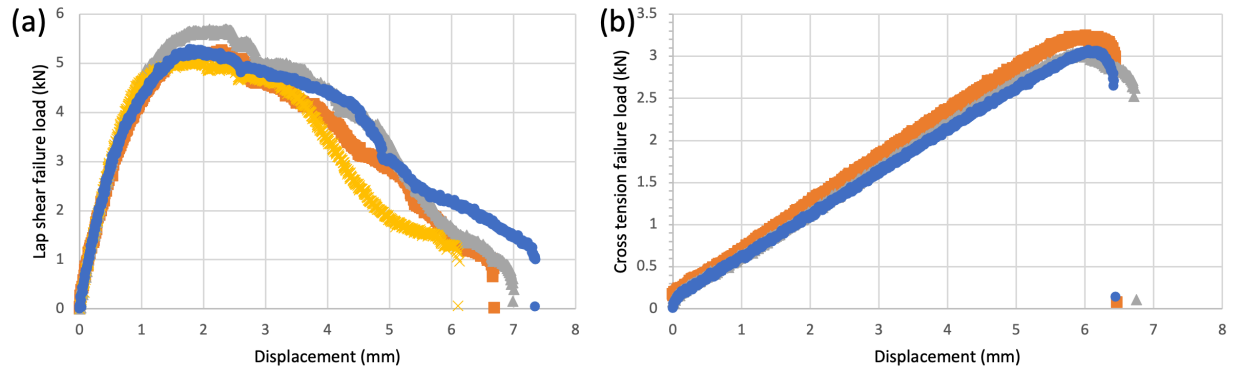 (a)
Lap shear failure load (kN)
6
5
4
3
2
1
0
0 1 2 3 4 5 6 7 8
Displacement (mm)
(b)
Cross tension failure load (kN)
3.5
3
2.5
2
1.5
1
0.5
0
0 1 2 3 4 5 6 7 8
Displacement (mm)